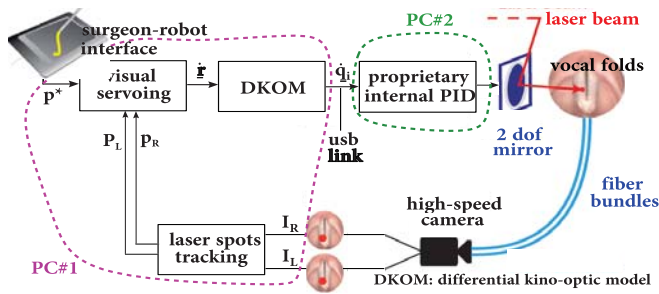 surgeon-robot
interface
PC#2
laser beam
P*
visual
servoing
ṙ
DKOM
q̇i
proprietary
internal PID
vocal folds
usb
link
2 dof
mirror
PL
PR
fiber
bundles
high-speed
camera
laser spots
tracking
IR
IL
PC#1
DKOM: differential kino-optic model